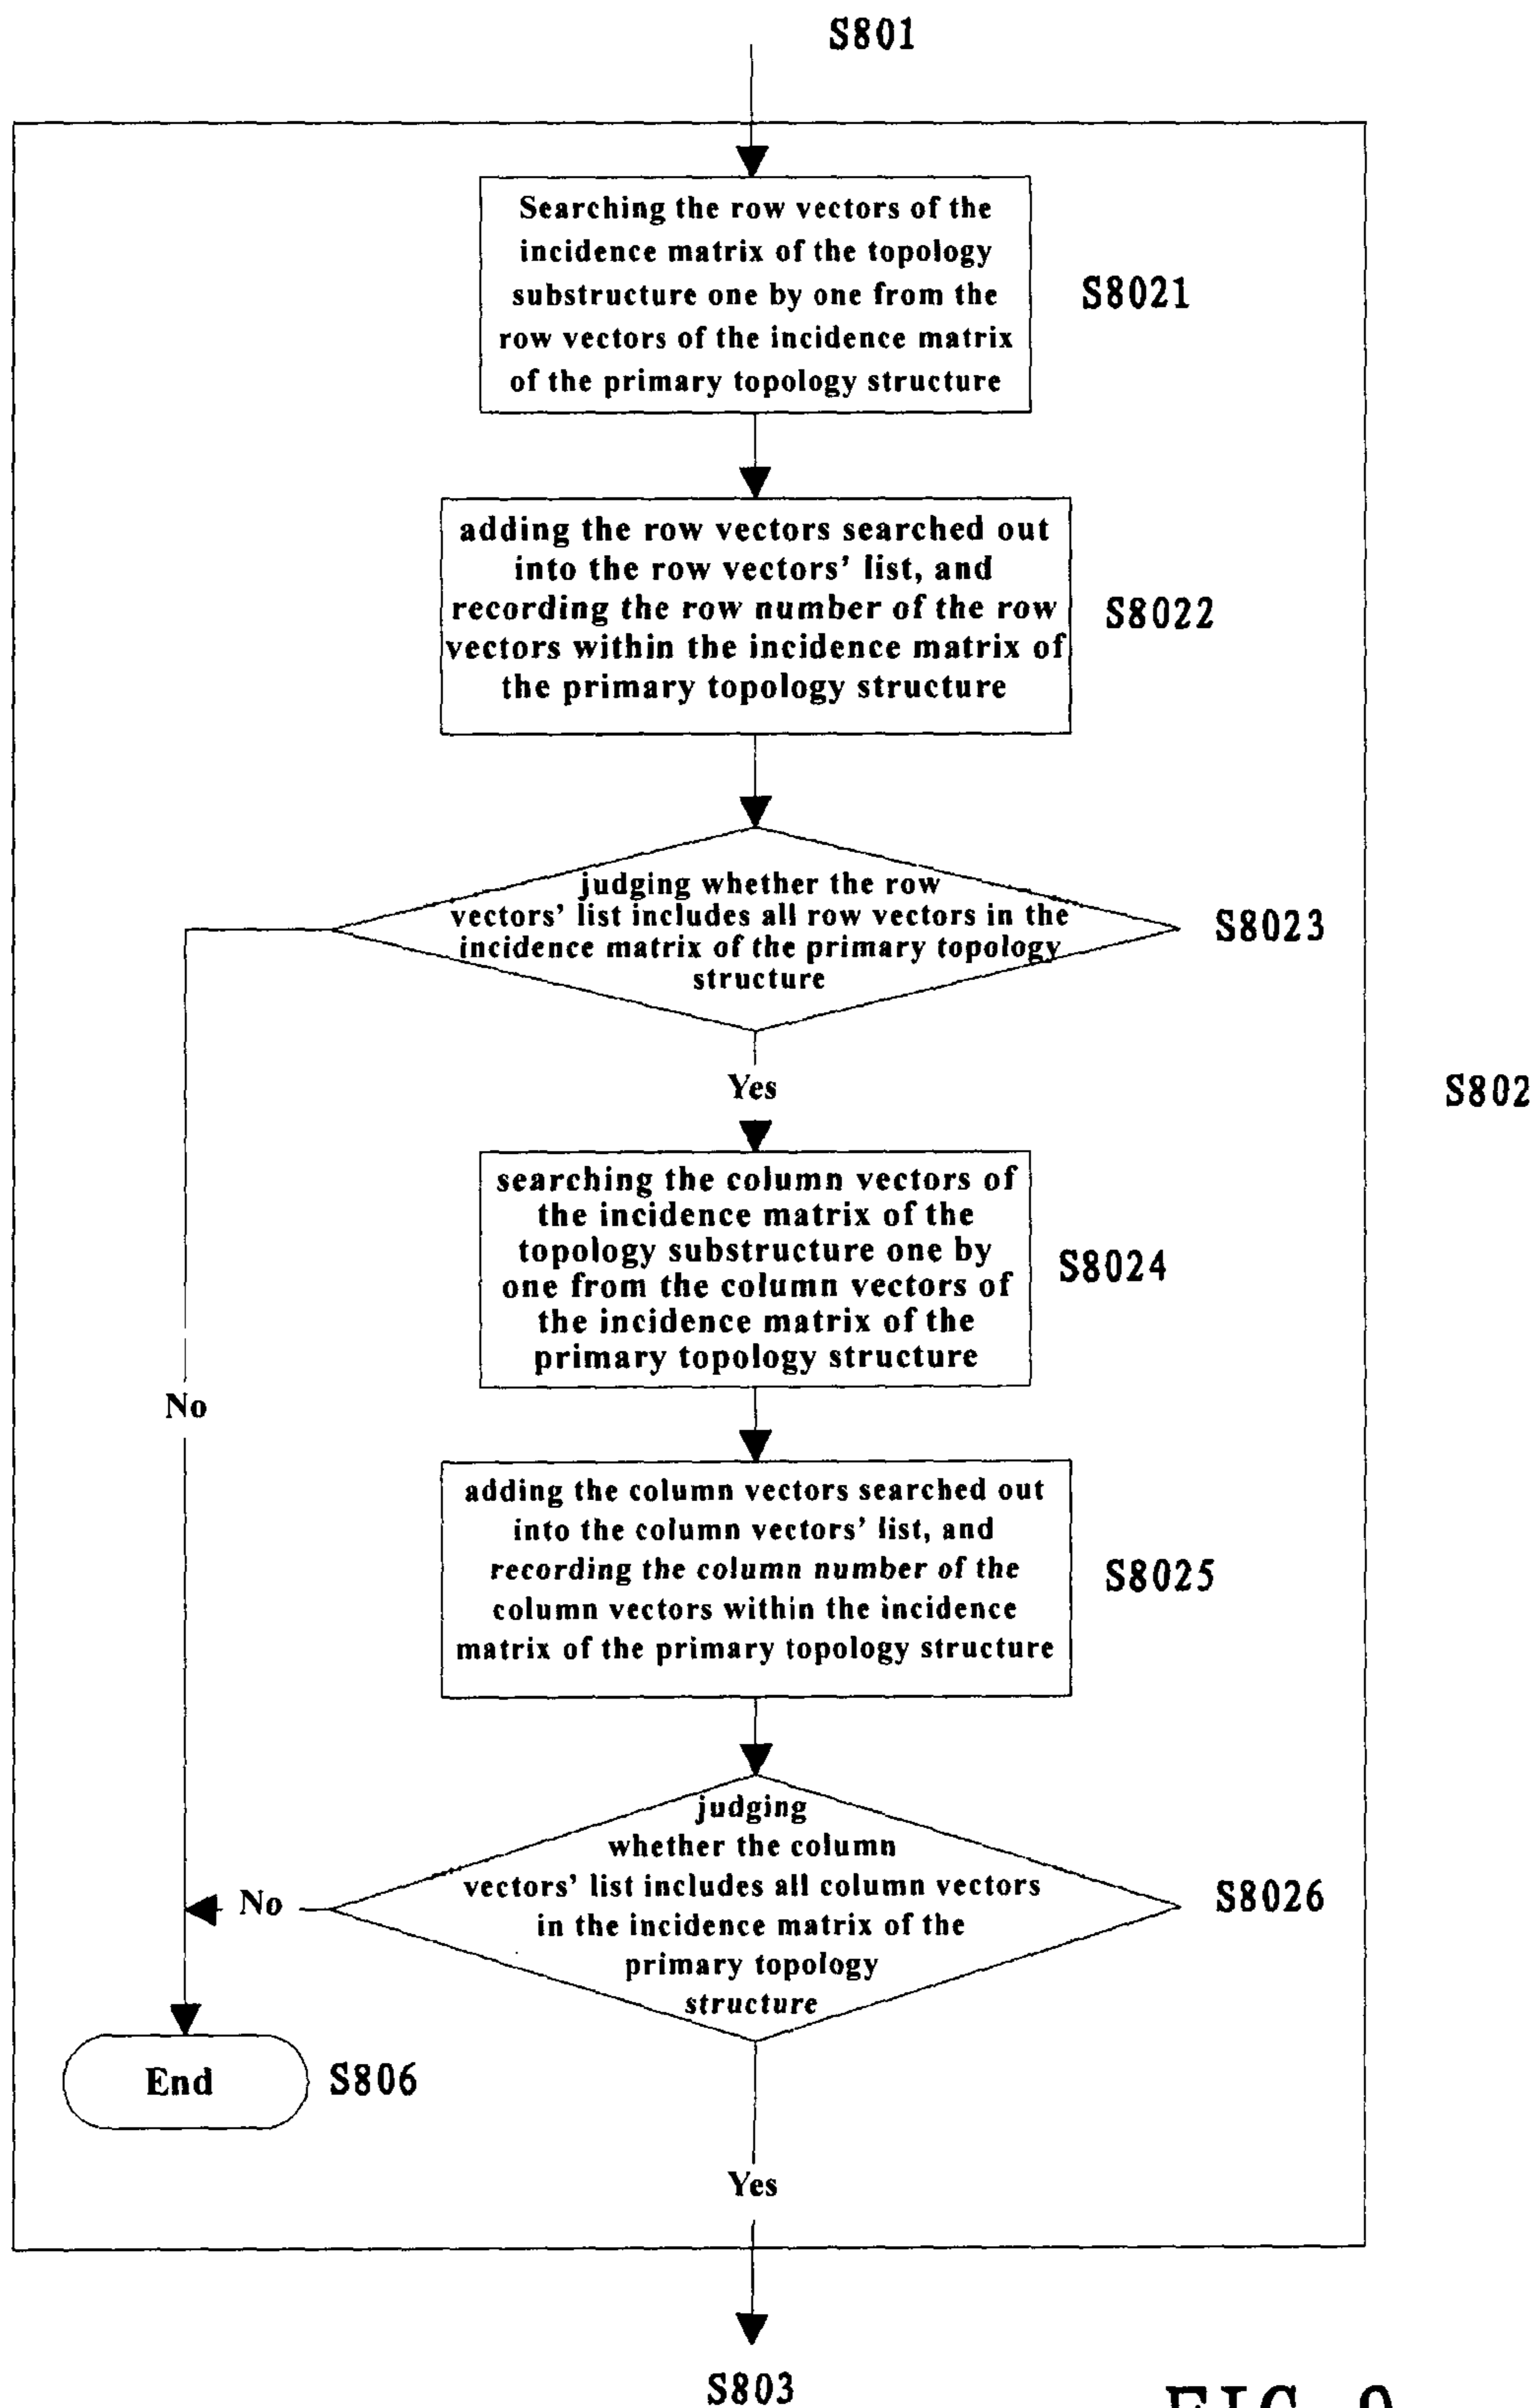 S801
Searching the row vectors of the
incidence matrix of the topology
substructure one by one from the
row vectors of the incidence matrix
of the primary topology structure
S8021
adding the row vectors searched out
into the row vectors' list, and
recording the row number of the row
vectors within the incidence matrix of
the primary topology structure
S8022
judging whether the row
vectors' list includes all row vectors in the
incidence matrix of the primary topology
structure
S8023
Yes
S802
searching the column vectors of
the incidence matrix of the
topology substructure one by
one from the column vectors of
the incidence matrix of the
primary topology structure
S8024
No
adding the column vectors searched out
into the column vectors' list, and
recording the column number of the
column vectors within the incidence
matrix of the primary topology structure
S8025
judging
whether the column
vectors' list includes all column vectors
in the incidence matrix of the
primary topology
structure
S8026
No
End
S806
Yes
S803
FIG 9